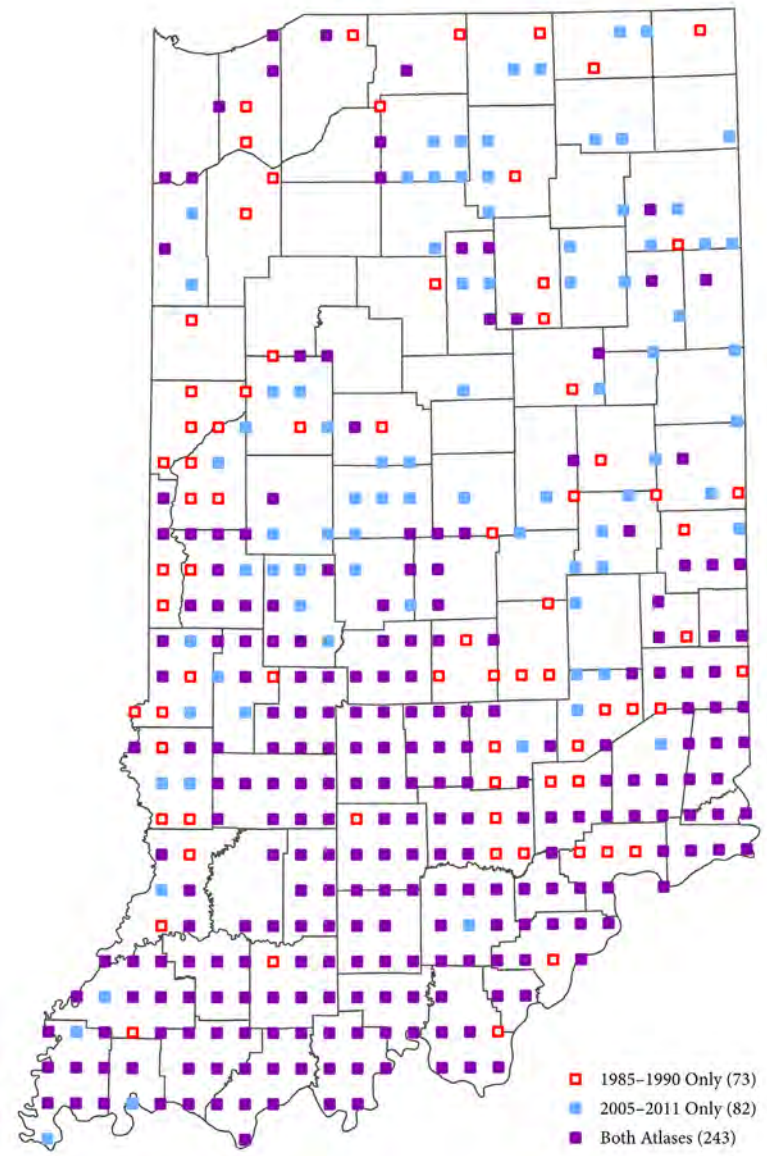 1985–1990 Only (73)
2005–2011 Only (82)
Both Atlases (243)